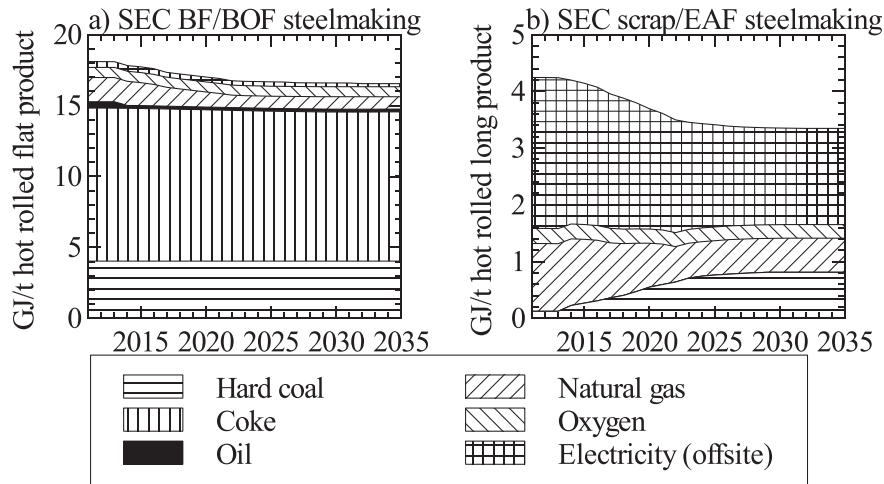 a) SEC BF/BOF steelmaking
b) SEC scrap/EAF steelmaking
GJ/t hot rolled flat product
20
15
10
5
0
2015 2020 2025 2030 2035
GJ/t hot rolled long product
5
4
3
2
1
0
2015 2020 2025 2030 2035
Hard coal
Coke
Oil
Natural gas
Oxygen
Electricity (offsite)